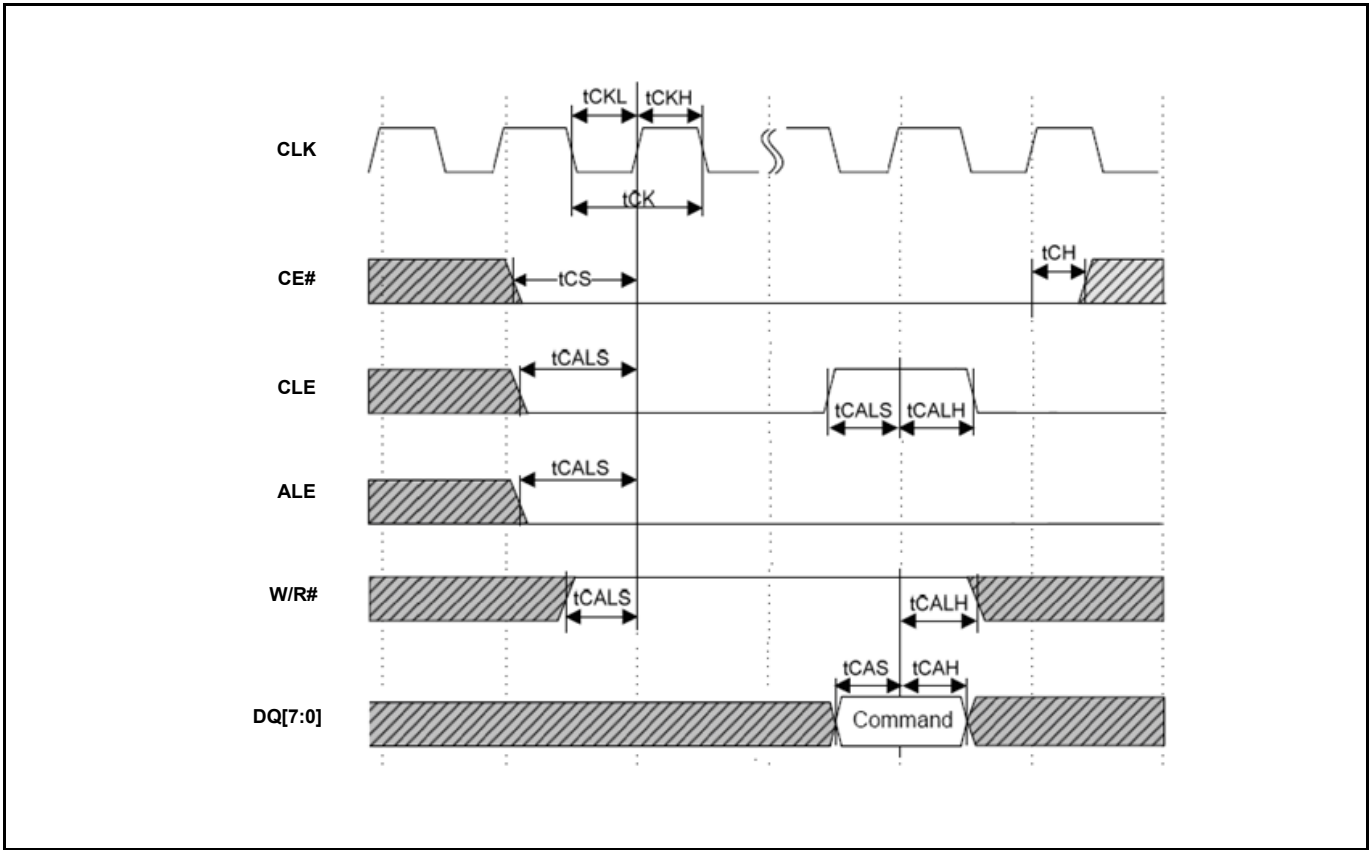 tCKL tCKH
CLK
tCK
CE# tCS tCH
tCALS
CLE
tCALS tCALH
tCALS
ALE
W/R# tCALS tCALH
tCAS tCAH
DQ[7:0] Command